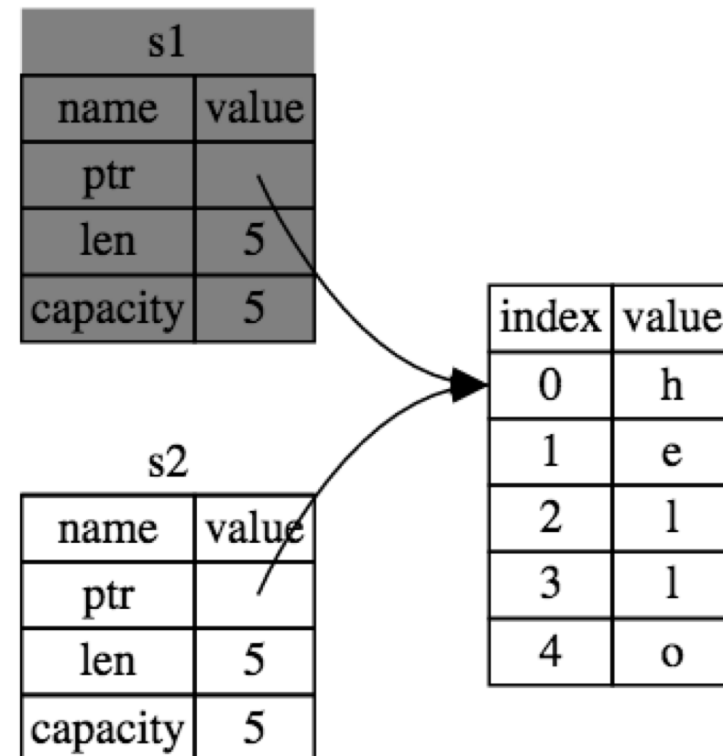 s1
name value
ptr
len 5
capacity 5
s2
name value
ptr
len 5
capacity 5
index value
0 h
1 e
2 l
3 l
4 o